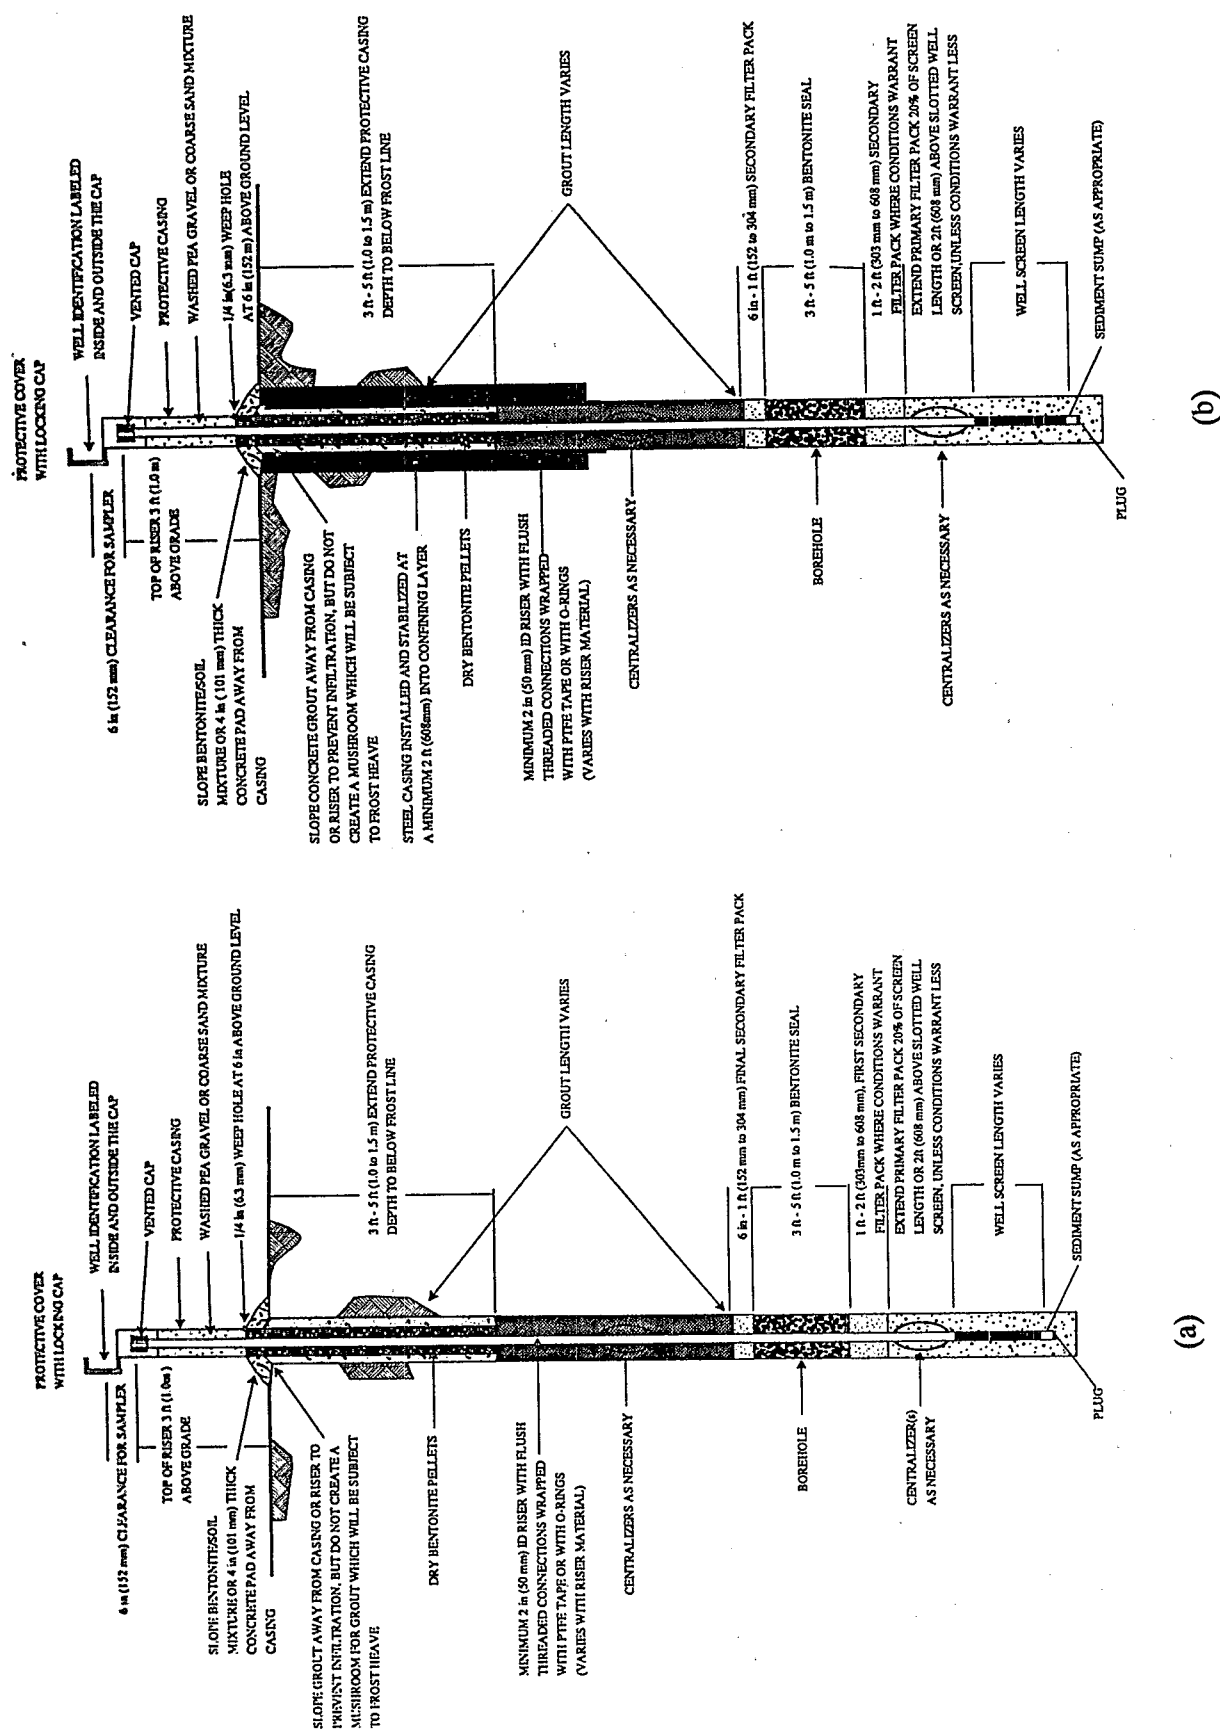 PROTECTIVE COVER
WITH LOCKING CAP
WELL IDENTIFICATION LABELED
INSIDE AND OUTSIDE THE CAP
VENTED CAP
PROTECTIVE CASING
WASHED PEA GRAVEL OR COARSE SAND MIXTURE
1/4 in (6.3 mm) WEEP HOLE AT 6 in ABOVE GROUND LEVEL
3 ft - 5 ft (1.0 to 1.5 m) EXTEND PROTECTIVE CASING
DEPTH TO BELOW FROST LINE
GROUT LENGTH VARIES
6 in - 1 ft (152 mm to 304 mm) FINAL SECONDARY FILTER PACK
3 ft - 5 ft (1.0 m to 1.5 m) BENTONITE SEAL
1 ft - 2 ft (303mm to 608 mm), FIRST SECONDARY
FILTER PACK WHERE CONDITIONS WARRANT
EXTEND PRIMARY FILTER PACK 20% OF SCREEN
LENGTH OR 2ft (608 mm) ABOVE SLOTTED WELL
SCREEN, UNLESS CONDITIONS WARRANT LESS
WELL SCREEN LENGTH VARIES
SEDIMENT SUMP (AS APPROPRIATE)
6 in (152 mm) CLEARANCE FOR SAMPLER
TOP OF RISER 3 ft (1.0m)
ABOVE GRADE
SLOPE BENTONITE/SOIL
MIXTURE OR 4 in (101 mm) THICK
CONCRETE PAD AWAY FROM
CASING
SLOPE GROUT AWAY FROM CASING OR RISER TO
PREVENT INFILTRATION, BUT DO NOT CREATE A
MUSHROOM FOR GROUT WHICH WILL BE SUBJECT
TO FROST HEAVE
DRY BENTONITE PELLETS
MINIMUM 2 in (50 mm) ID RISER WITH FLUSH
THREADED CONNECTIONS WRAPPED
WITH PTFE TAPE OR WITH O-RINGS
(VARIES WITH RISER MATERIAL)
CENTRALIZERS AS NECESSARY
BOREHOLE
CENTRALIZER(s)
AS NECESSARY
PLUG
(a)
PROTECTIVE COVER
WITH LOCKING CAP
WELL IDENTIFICATION LABELED
INSIDE AND OUTSIDE THE CAP
VENTED CAP
PROTECTIVE CASING
WASHED PEA GRAVEL OR COARSE SAND MIXTURE
1/4 in(6.3 mm) WEEP HOLE
AT 6 in (152 m) ABOVE GROUND LEVEL
3 ft - 5 ft (1.0 to 1.5 m) EXTEND PROTECTIVE CASING
DEPTH TO BELOW FROST LINE
GROUT LENGTH VARIES
6 in - 1 ft (152 to 304 mm) SECONDARY FILTER PACK
3 ft - 5 ft (1.0 m to 1.5 m) BENTONITE SEAL
1 ft - 2 ft (303 mm to 608 mm) SECONDARY
FILTER PACK WHERE CONDITIONS WARRANT
EXTEND PRIMARY FILTER PACK 20% OF SCREEN
LENGTH OR 2ft (608 mm) ABOVE SLOTTED WELL
SCREEN,UNLESS CONDITIONS WARRANT LESS
WELL SCREEN LENGTH VARIES
SEDIMENT SUMP (AS APPROPRIATE)
6 in (152 mm) CLEARANCE FOR SAMPLER
TOP OF RISER 3 ft (1.0 m)
ABOVE GRADE
SLOPE BENTONITE/SOIL
MIXTURE OR 4 in ( 101 mm) THICK
CONCRETE PAD AWAY FROM
CASING
SLOPE CONCRETE GROUT AWAY FROM CASING
OR RISER TO PREVENT INFILTRATION, BUT DO NOT
CREATE A MUSHROOM WHICH WILL BE SUBJECT
TO FROST HEAVE
STEEL CASING INSTALLED AND STABILIZED AT
A MINIMUM 2 ft (608mm) INTO CONFINING LAYER
DRY BENTONITE PELLETS
MINIMUM 2 in (50 mm) ID RISER WITH FLUSH
THREADED CONNECTIONS WRAPPED
WITH PTFE TAPE OR WITH O-RINGS
(VARIES WITH RISER MATERIAL)
CENTRALIZERS AS NECESSARY
BOREHOLE
CENTRALIZERS AS NECESSARY
PLUG
(b)